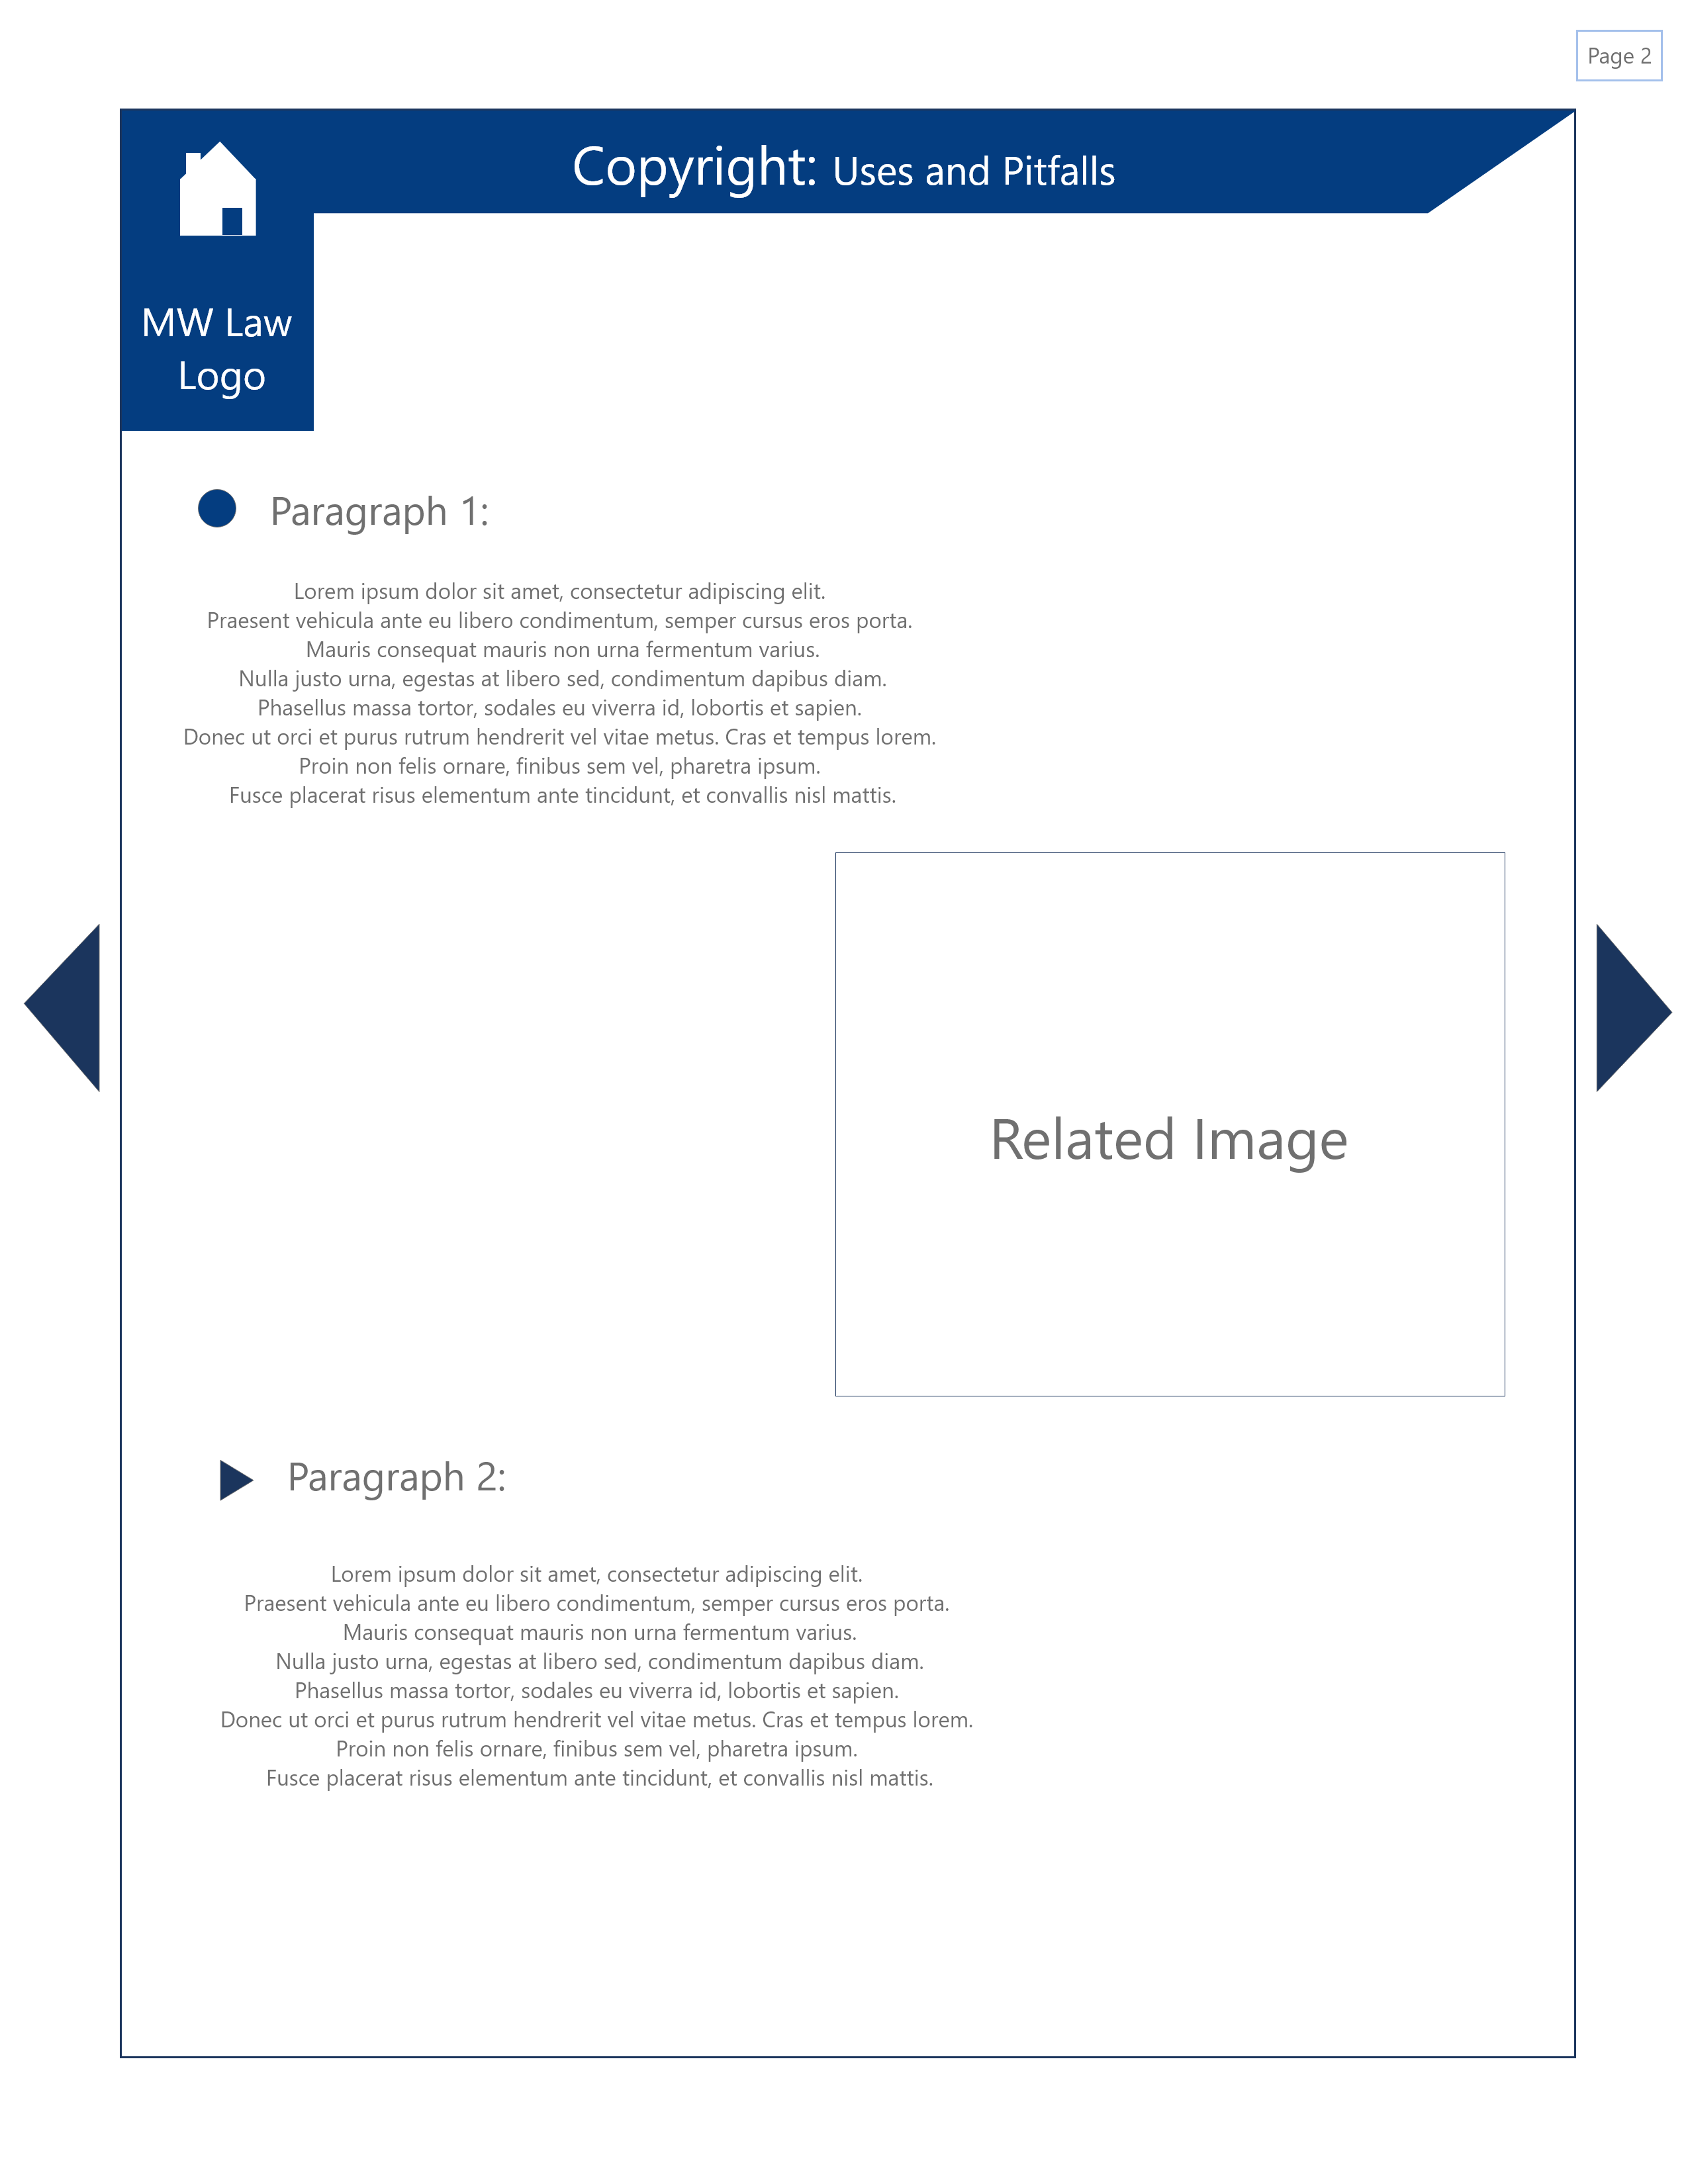 Page 2
Copyright: Uses and Pitfalls
MW Law
Logo
Paragraph 1:
Lorem ipsum dolor sit amet, consectetur adipiscing elit.
Praesent vehicula ante eu libero condimentum, semper cursus eros porta.
Mauris consequat mauris non urna fermentum varius.
Nulla justo urna, egestas at libero sed, condimentum dapibus diam.
Phasellus massa tortor, sodales eu viverra id, lobortis et sapien.
Donec ut orci et purus rutrum hendrerit vel vitae metus. Cras et tempus lorem.
Proin non felis ornare, finibus sem vel, pharetra ipsum.
Fusce placerat risus elementum ante tincidunt, et convallis nisl mattis.
Related Image
Paragraph 2:
Lorem ipsum dolor sit amet, consectetur adipiscing elit.
Praesent vehicula ante eu libero condimentum, semper cursus eros porta.
Mauris consequat mauris non urna fermentum varius.
Nulla justo urna, egestas at libero sed, condimentum dapibus diam.
Phasellus massa tortor, sodales eu viverra id, lobortis et sapien.
Donec ut orci et purus rutrum hendrerit vel vitae metus. Cras et tempus lorem.
Proin non felis ornare, finibus sem vel, pharetra ipsum.
Fusce placerat risus elementum ante tincidunt, et convallis nisl mattis.